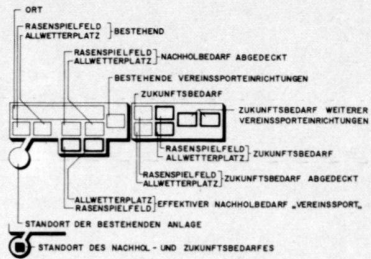 ORT
RASENSPIELFELD
ALLWETTERPLATZ
BESTEHEND
RASENSPIELFELD
ALLWETTERPLATZ
NACHHOLBEDARF ABGEDECKT
BESTEHENDE VEREINSSPORTEINRICHTUNGEN
ZUKUNFTSBEDARF
ZUKUNFTSBEDARF WEITERER
VEREINSSPORTEINRICHTUNGEN
RASENSPIELFELD
ALLWETTERPLATZ
ZUKUNFTSBEDARF
RASENSPIELFELD
ALLWETTERPLATZ
ZUKUNFTSBEDARF ABGEDECKT
ALLWETTERPLATZ
RASENSPIELFELD
EFFEKTIVER NACHHOLBEDARF „VEREINSSPORT„
STANDORT DER BESTEHENDEN ANLAGE
STANDORT DES NACHHOL - UND ZUKUNFTSBEDARFES